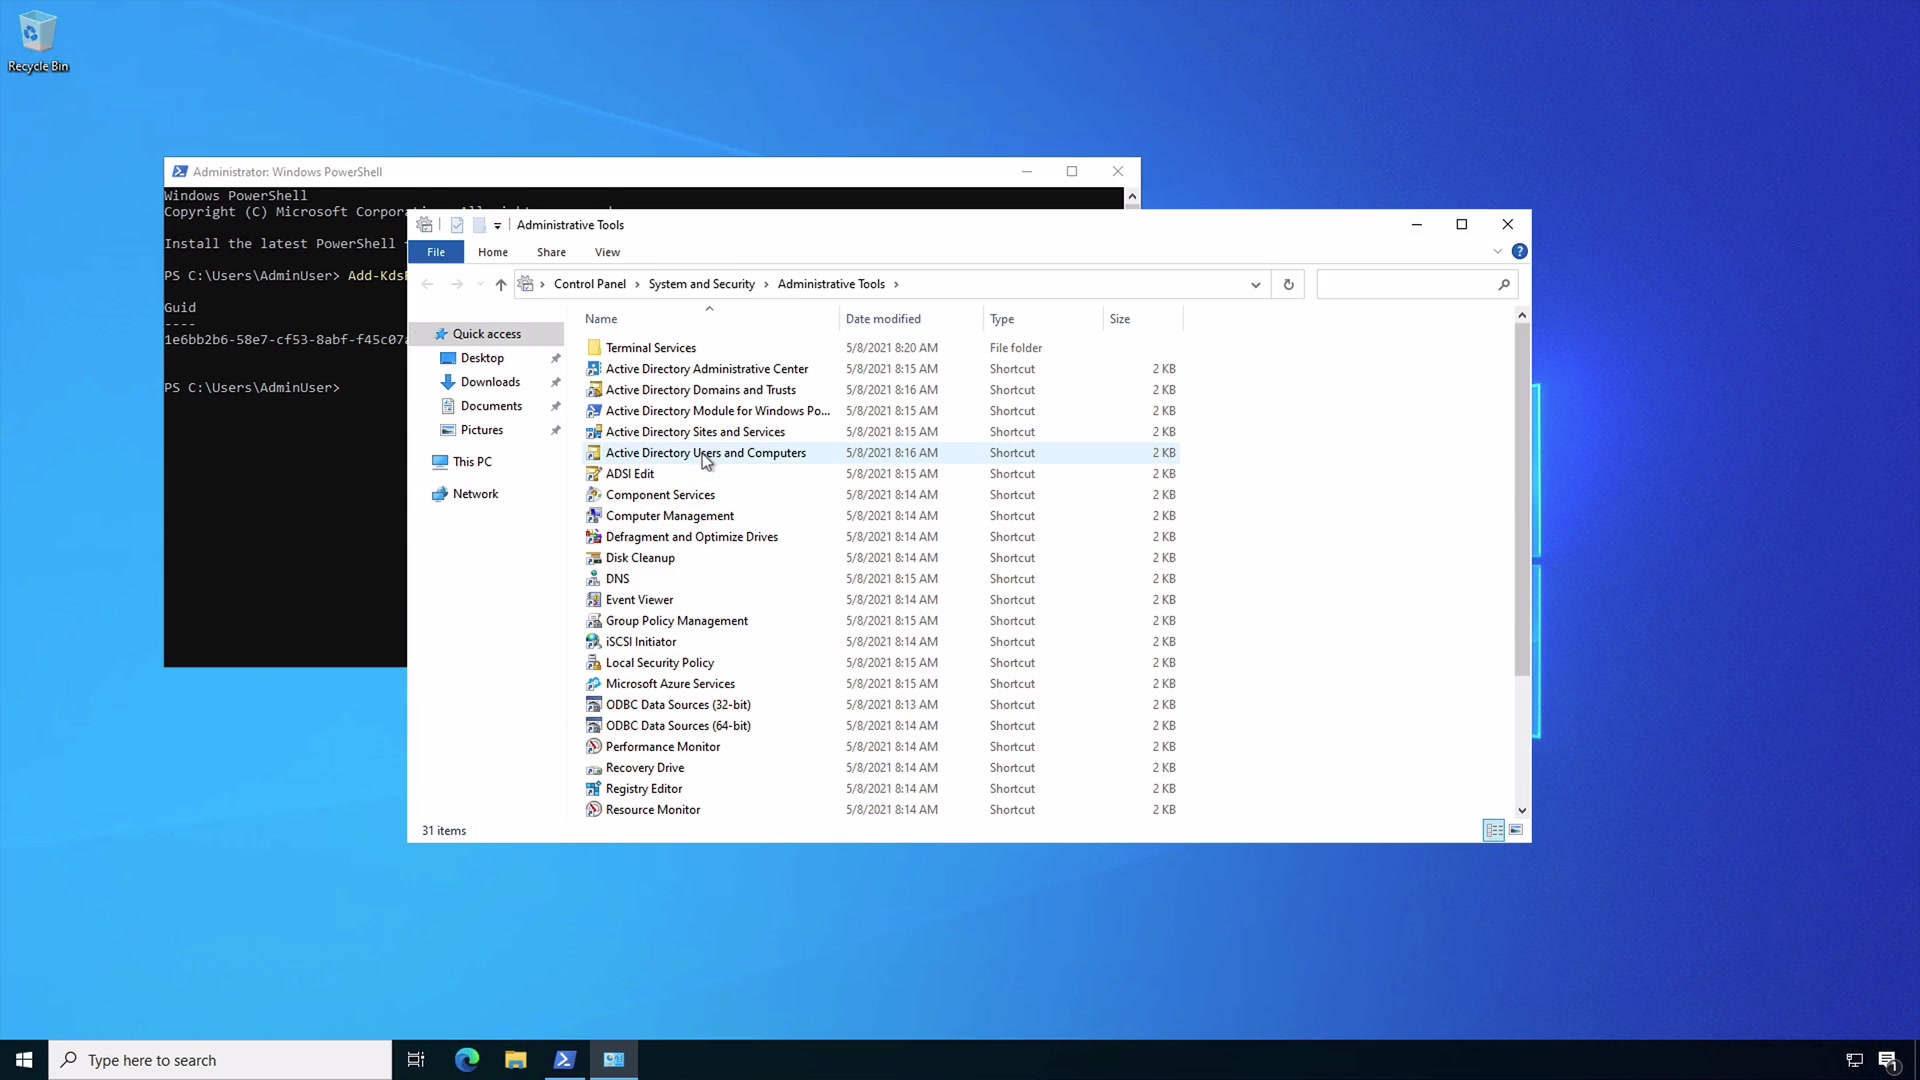 Recycle Bin
Administrator: Windows PowerShell
Windows PowerShell
Copyright (C) Microsoft
Install the latest PowerShell
PS C:\Users\AdminUser>
Guid
----
1e6bb2b6-58e7-cf53-8abf-f45c07
PS C:\Users\AdminUser>
Administrative Tools
File Home Share View
Control Panel System and Security Administrative Tools
Quick access
Desktop
Downloads
Documents
Pictures
This PC
Network
Name Date modified Type Size
Terminal Services 5/8/2021 8:20 AM File folder
Active Directory Administrative Center 5/8/2021 8:15 AM Shortcut 2 KB
Active Directory Domains and Trusts 5/8/2021 8:16 AM Shortcut 2 KB
Active Directory Module for Windows Po... 5/8/2021 8:15 AM Shortcut 2 KB
Active Directory Sites and Services 5/8/2021 8:15 AM Shortcut 2 KB
Active Directory Users and Computers 5/8/2021 8:16 AM Shortcut 2 KB
ADSI Edit 5/8/2021 8:15 AM Shortcut 2 KB
Component Services 5/8/2021 8:14 AM Shortcut 2 KB
Computer Management 5/8/2021 8:14 AM Shortcut 2 KB
Defragment and Optimize Drives 5/8/2021 8:14 AM Shortcut 2 KB
Disk Cleanup 5/8/2021 8:14 AM Shortcut 2 KB
DNS 5/8/2021 8:15 AM Shortcut 2 KB
Event Viewer 5/8/2021 8:14 AM Shortcut 2 KB
Group Policy Management 5/8/2021 8:15 AM Shortcut 2 KB
iSCSI Initiator 5/8/2021 8:14 AM Shortcut 2 KB
Local Security Policy 5/8/2021 8:15 AM Shortcut 2 KB
Microsoft Azure Services 5/8/2021 8:15 AM Shortcut 2 KB
ODBC Data Sources (32-bit) 5/8/2021 8:13 AM Shortcut 2 KB
ODBC Data Sources (64-bit) 5/8/2021 8:14 AM Shortcut 2 KB
Performance Monitor 5/8/2021 8:14 AM Shortcut 2 KB
Recovery Drive 5/8/2021 8:14 AM Shortcut 2 KB
Registry Editor 5/8/2021 8:14 AM Shortcut 2 KB
Resource Monitor 5/8/2021 8:14 AM Shortcut 2 KB
31 items
Type here to search
1